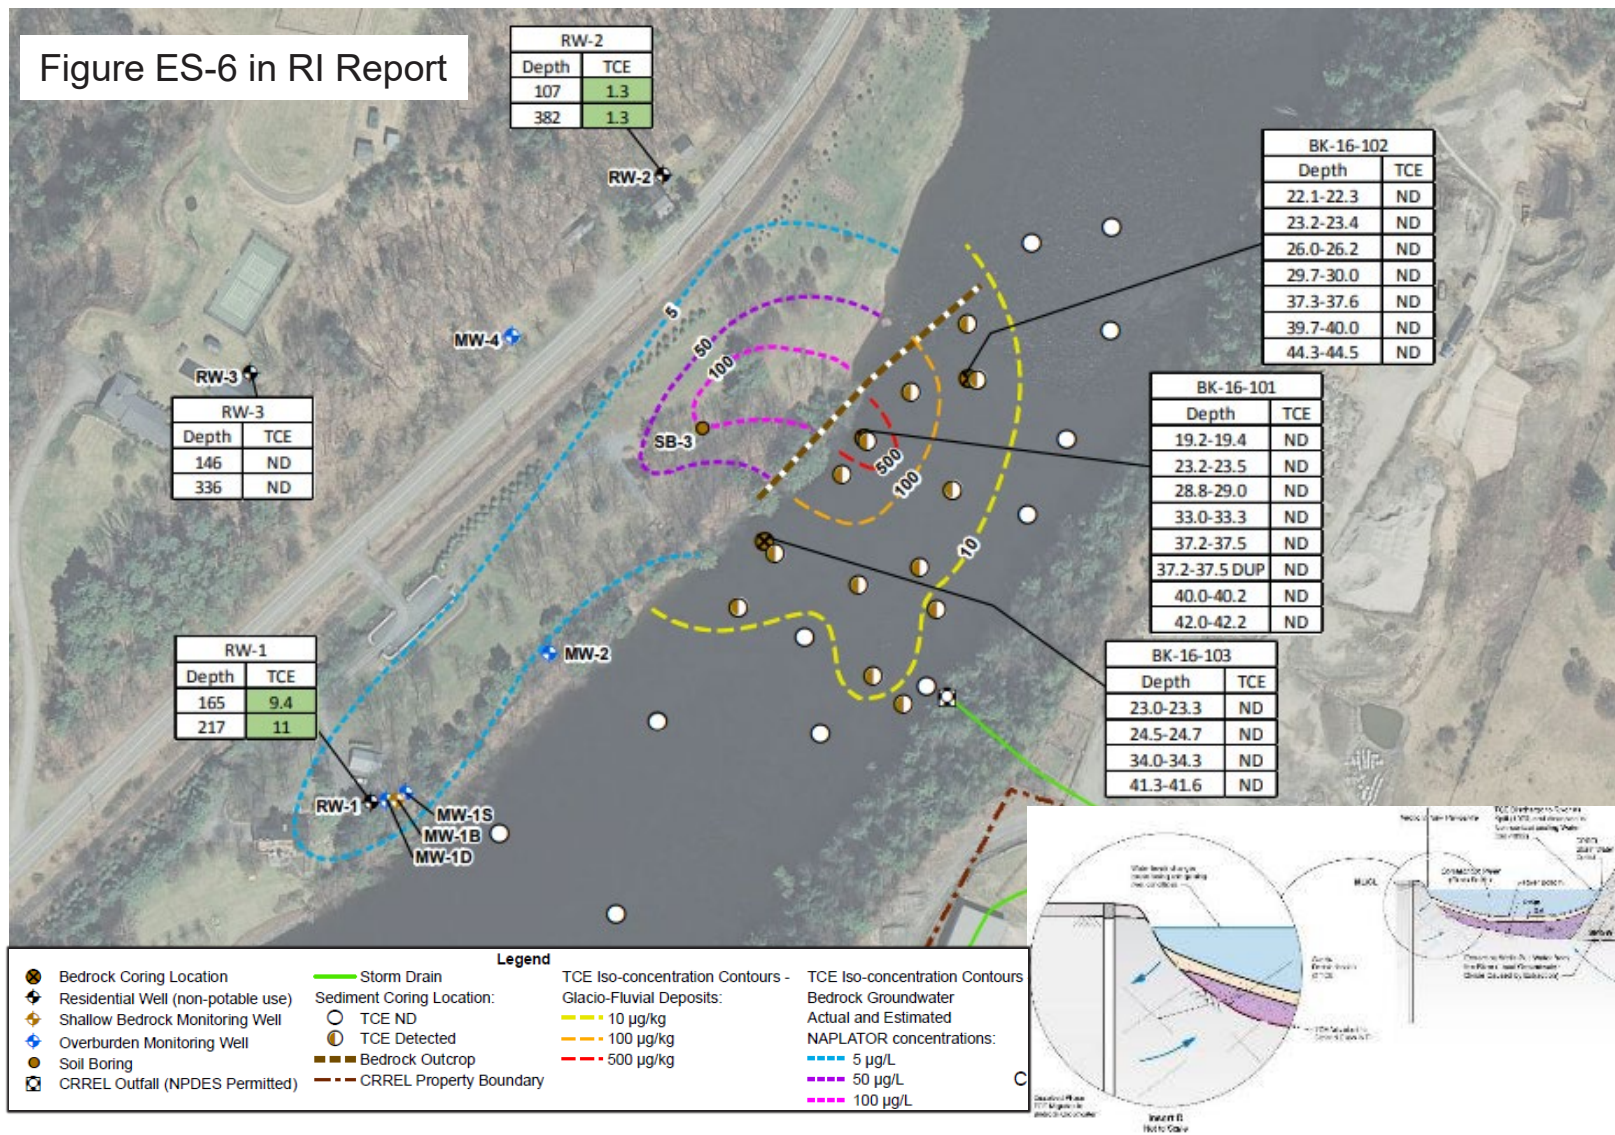 Figure ES-6 in RI Report
RW-2
Depth TCE
107 1.3
382 1.3
RW-2
BK-16-102
Depth TCE
22.1-22.3 ND
23.2-23.4 ND
26.0-26.2 ND
29.7-30.0 ND
37.3-37.6 ND
39.7-40.0 ND
44.3-44.5 ND
5
MW-4
50
100
RW-3
RW-3
Depth TCE
146 ND
336 ND
SB-3
500
100
10
BK-16-101
Depth TCE
19.2-19.4 ND
23.2-23.5 ND
28.8-29.0 ND
33.0-33.3 ND
37.2-37.5 ND
37.2-37.5 DUP ND
40.0-40.2 ND
42.0-42.2 ND
MW-2
RW-1
Depth TCE
165 9.4
217 11
BK-16-103
Depth TCE
23.0-23.3 ND
24.5-24.7 ND
34.0-34.3 ND
41.3-41.6 ND
RW-1
MW-1S
MW-1B
MW-1D
Legend
Bedrock Coring Location
Residential Well (non-potable use)
Shallow Bedrock Monitoring Well
Overburden Monitoring Well
Soil Boring
CRREL Outfall (NPDES Permitted)
Storm Drain
Sediment Coring Location:
TCE ND
TCE Detected
Bedrock Outcrop
CRREL Property Boundary
TCE Iso-concentration Contours -
Glacio-Fluvial Deposits:
10 µg/kg
100 µg/kg
500 µg/kg
TCE Iso-concentration Contours
Bedrock Groundwater
Actual and Estimated
NAPLATOR concentrations:
5 µg/L
50 µg/L
100 µg/L
C
Insert B
Not to Scale